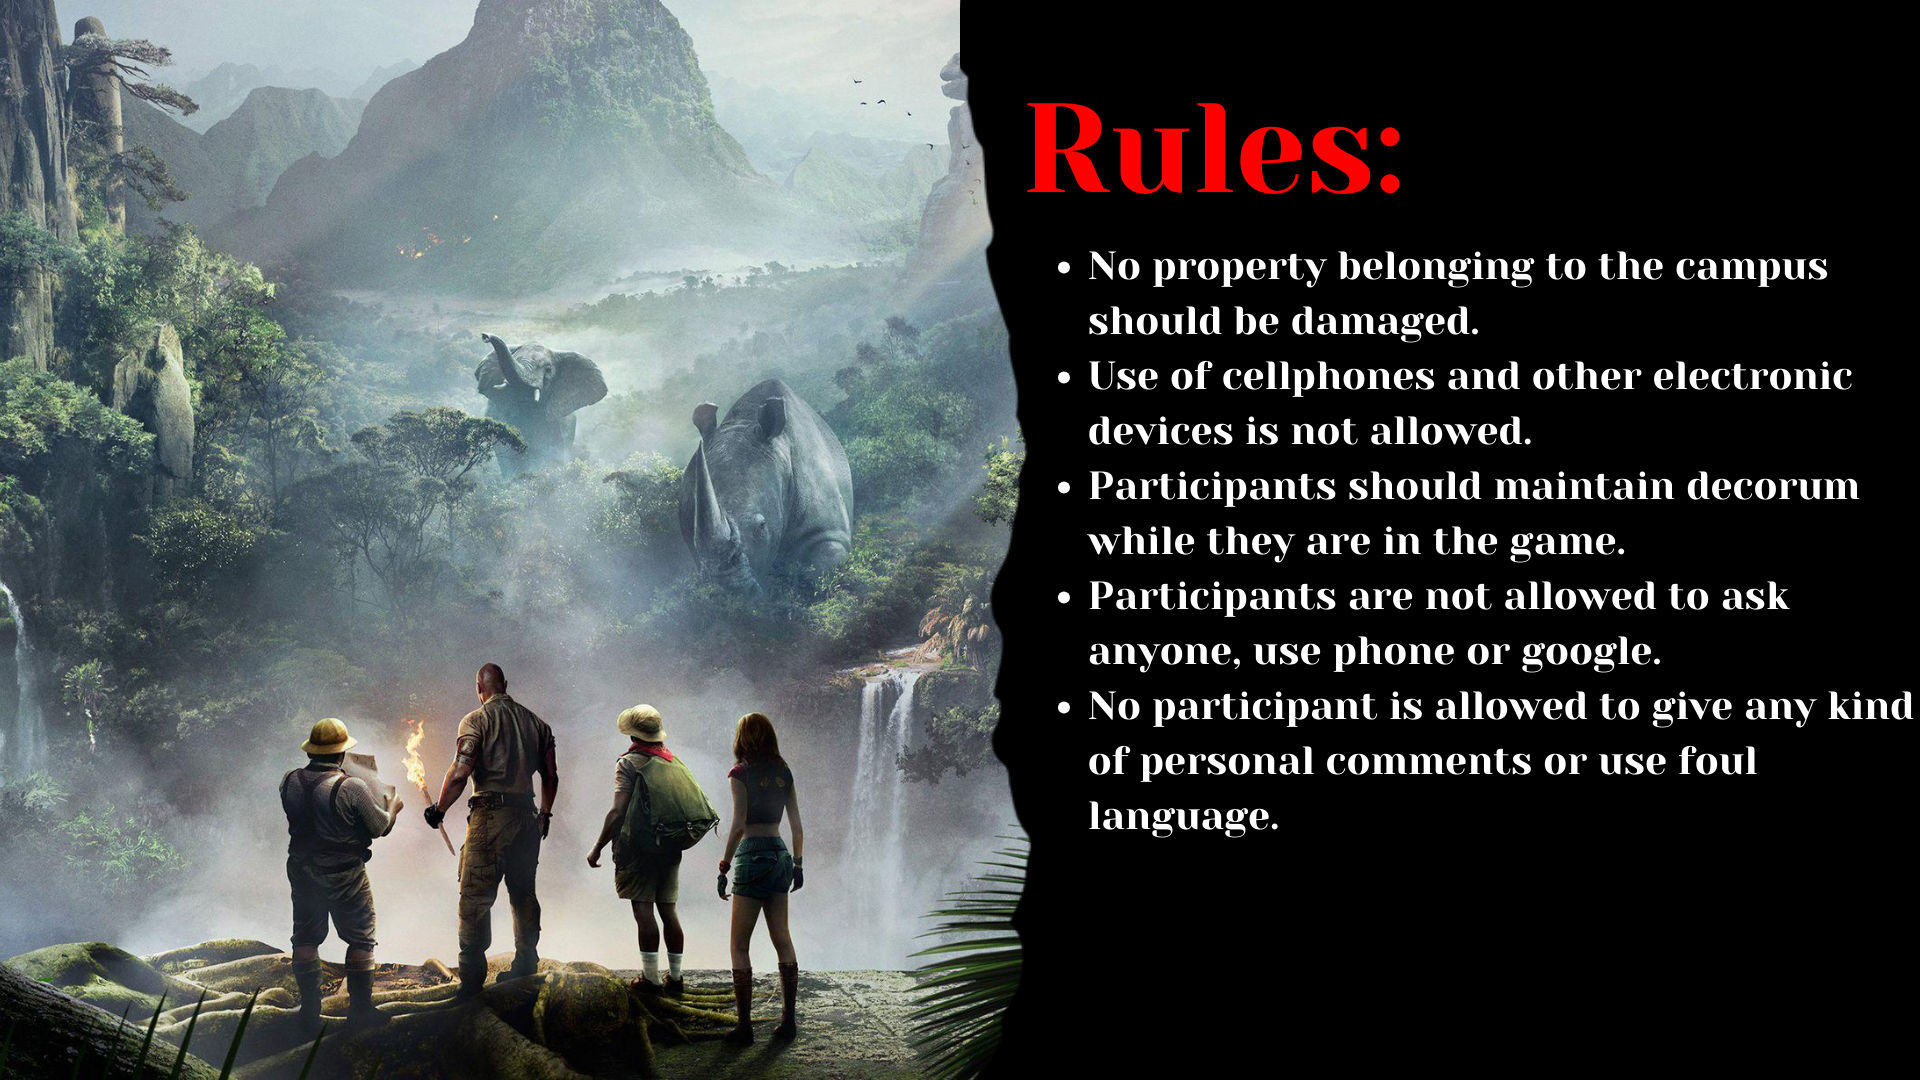 Rules:
• No property belonging to the campus
should be damaged.
• Use of cellphones and other electronic
devices is not allowed.
• Participants should maintain decorum
while they are in the game.
• Participants are not allowed to ask
anyone, use phone or google.
• No participant is allowed to give any kind
of personal comments or use foul
language.